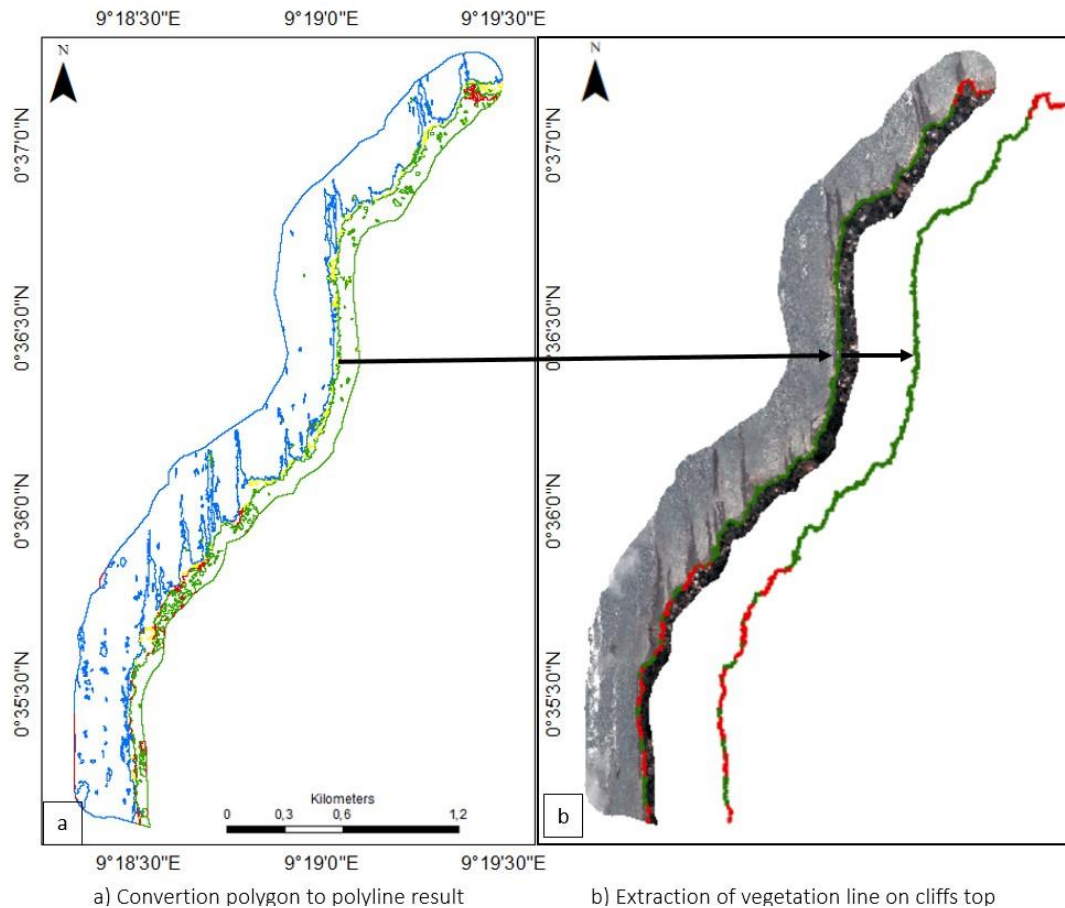 9°18'30"E 9°19'0"E 9°19'30"E
N N
0°37'0"N 0°37'0"N
0°36'30"N 0°36'30"N
0°36'0"N 0°36'0"N
0°35'30"N 0°35'30"N
Kilometers
0 0,3 0,6 1,2
a b
9°18'30"E 9°19'0"E 9°19'30"E
a) Convertion polygon to polyline result b) Extraction of vegetation line on cliffs top